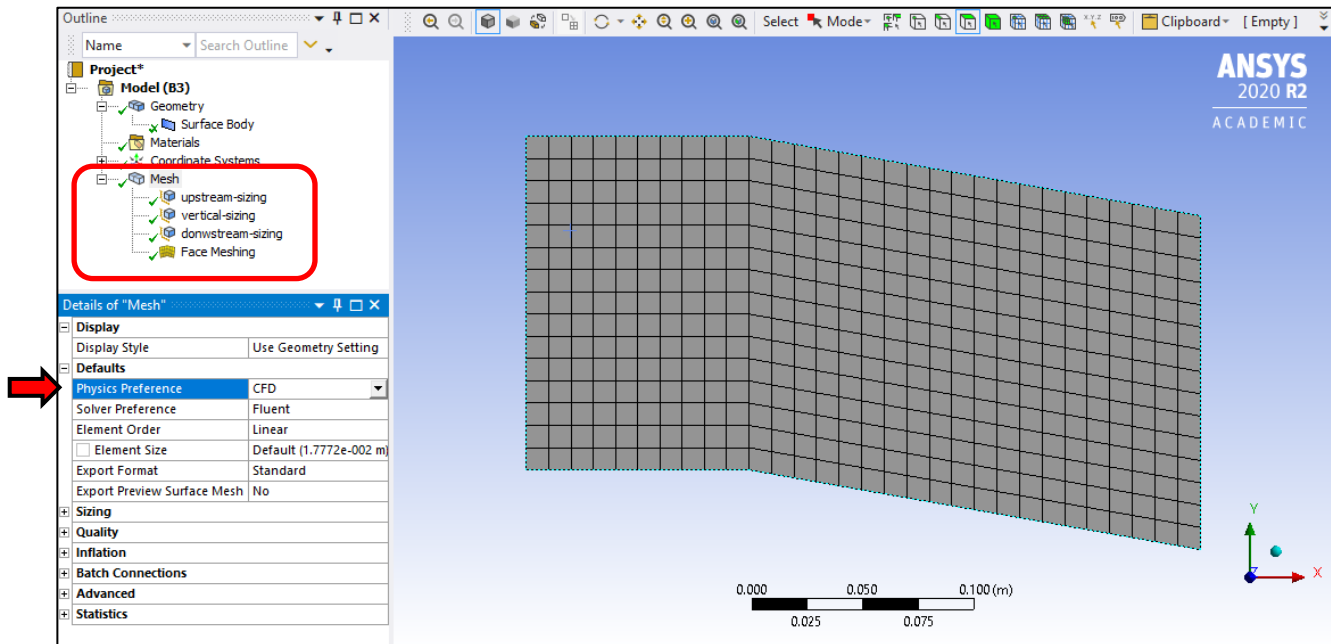 Outline
Name Search Outline
Project*
Model (B3)
Geometry
Surface Body
Materials
Coordinate Systems
Mesh
upstream-sizing
vertical-sizing
donwstream-sizing
Face Meshing
Details of "Mesh"
Display
Display Style Use Geometry Setting
Defaults
Physics Preference CFD
Solver Preference Fluent
Element Order Linear
Element Size Default (1.7772e-002 m)
Export Format Standard
Export Preview Surface Mesh No
Sizing
Quality
Inflation
Batch Connections
Advanced
Statistics
Select Mode Clipboard [ Empty ]
ANSYS
2020 R2
ACADEMIC
0.000 0.050 0.100 (m)
0.025 0.075
Y
Z X